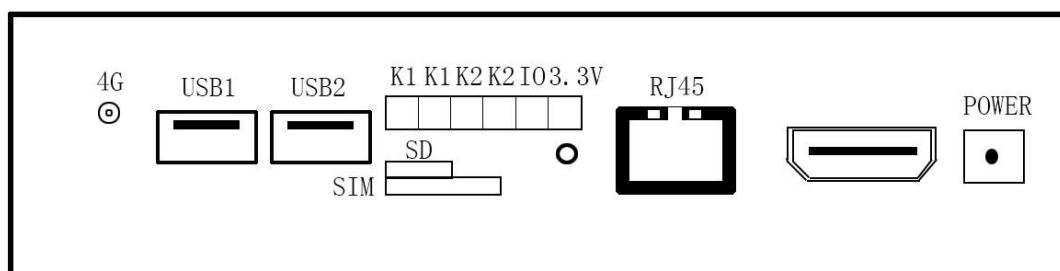 4G
USB1
USB2
K1 K1 K2 K2 IO 3.3V
SD
SIM
RJ45
POWER